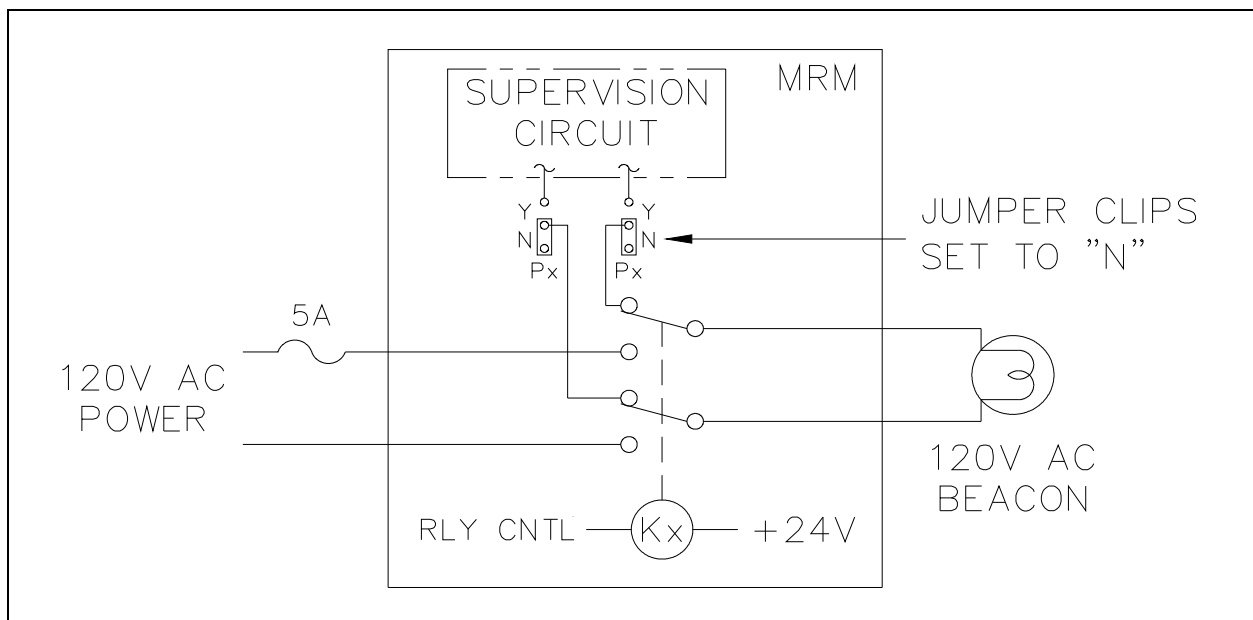 MRM
SUPERVISION
CIRCUIT
Y
Y
N
N
Px
Px
JUMPER CLIPS
SET TO "N"
5A
120V AC
POWER
120V AC
BEACON
RLY CNTL
Kx
+24V